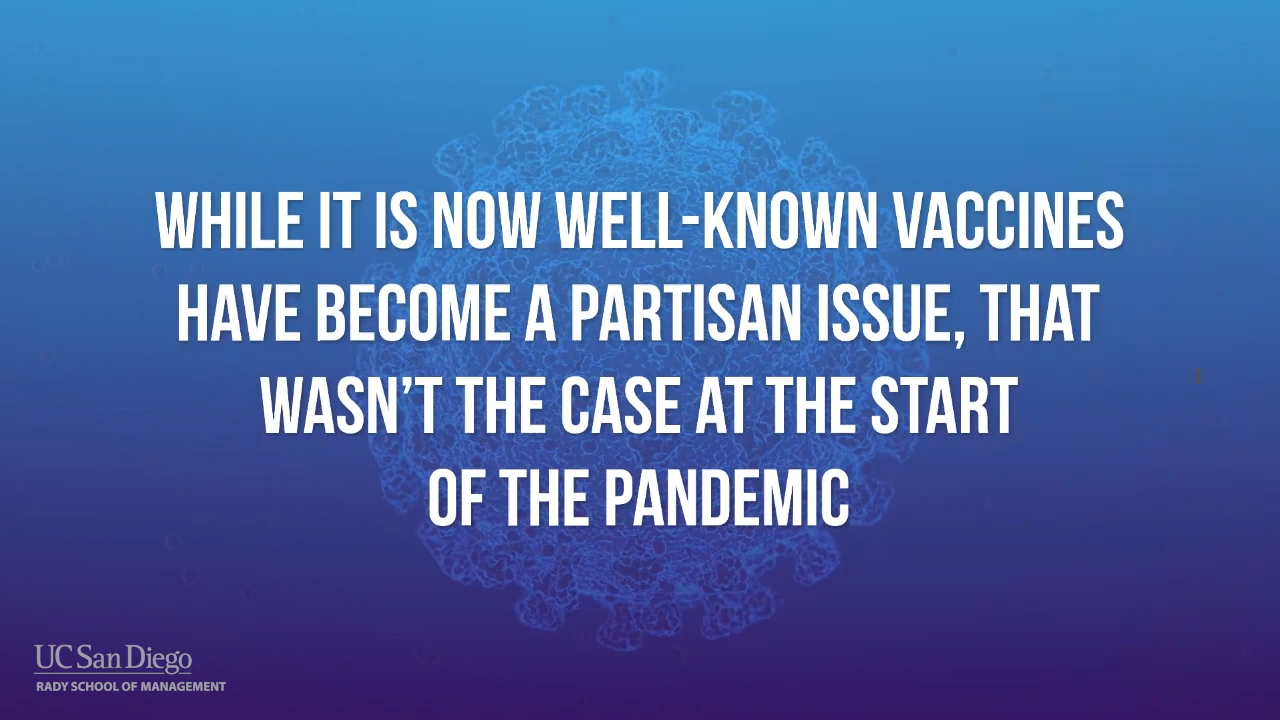 WHILE IT IS NOW WELL-KNOWN VACCINES
HAVE BECOME A PARTISAN ISSUE, THAT
WASN’T THE CASE AT THE START
OF THE PANDEMIC
UC San Diego
RADY SCHOOL OF MANAGEMENT